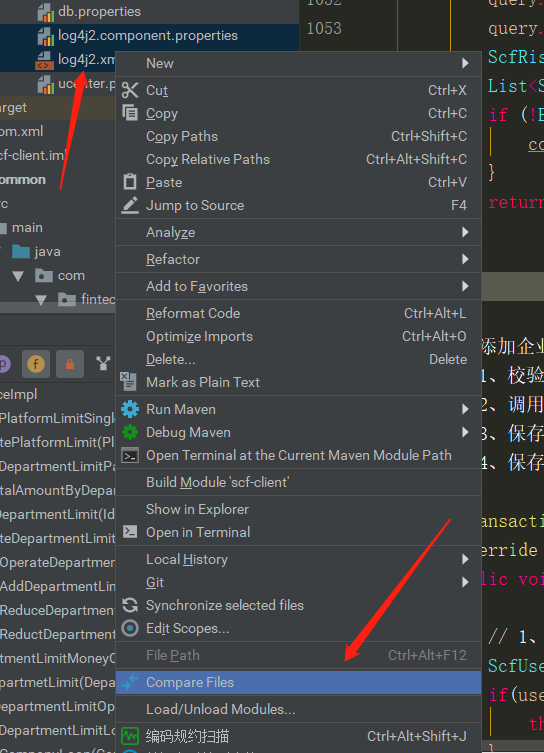 db.properties
log4j2.component.properties
log4j2.xm
ucenter.p
arget
om.xml
cf-client.iml
ommon
rc
main
java
com
fintec
New
Cut Ctrl+X
Copy Ctrl+C
Copy Paths Ctrl+Shift+C
Copy Relative Paths Ctrl+Alt+Shift+C
Paste Ctrl+V
Jump to Source F4
Analyze
Refactor
Add to Favorites
Reformat Code Ctrl+Alt+L
Optimize Imports Ctrl+Alt+O
Delete... Delete
Mark as Plain Text
Run Maven
Debug Maven
Open Terminal at the Current Maven Module Path
Build Module 'scf-client'
Show in Explorer
Open in Terminal
Local History
Git
Synchronize selected files
Edit Scopes...
File Path Ctrl+Alt+F12
Compare Files
Load/Unload Modules...
编码规约扫描 Ctrl+Alt+Shift+J
p
f
ceImpl
PlatformLimitSingl
tePlatformLimit(Pl
DepartmentLimitPa
talAmountByDepar
DepartmentLimit(Id
teDepartmentLimit
OperateDepartmen
AddDepartmentLim
ReduceDepartmen
ReductDepartment
rtmentLimitMoneyC
rtmetLimit(Depar
DepartmentLimitDe
DepartmentLimitLo
1053
query.
query.
ScfRis
List<S
if (!E
co
}
return
添加企业
1、校验
2、调用
3、保存
4、保存
ansacti
erride
lic voi
// 1、
ScfUse
if(use
th